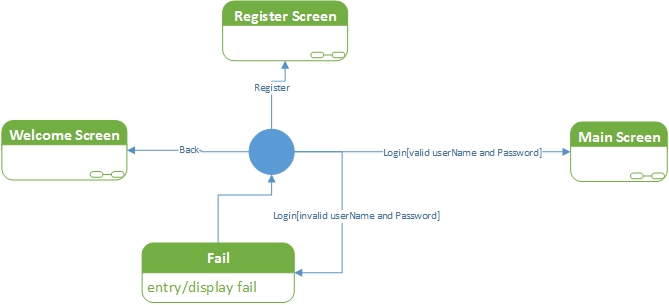 Register Screen
Register
Welcome Screen
Back
Login[valid userName and Password]
Main Screen
Login[invalid userName and Password]
Fail
entry/display fail